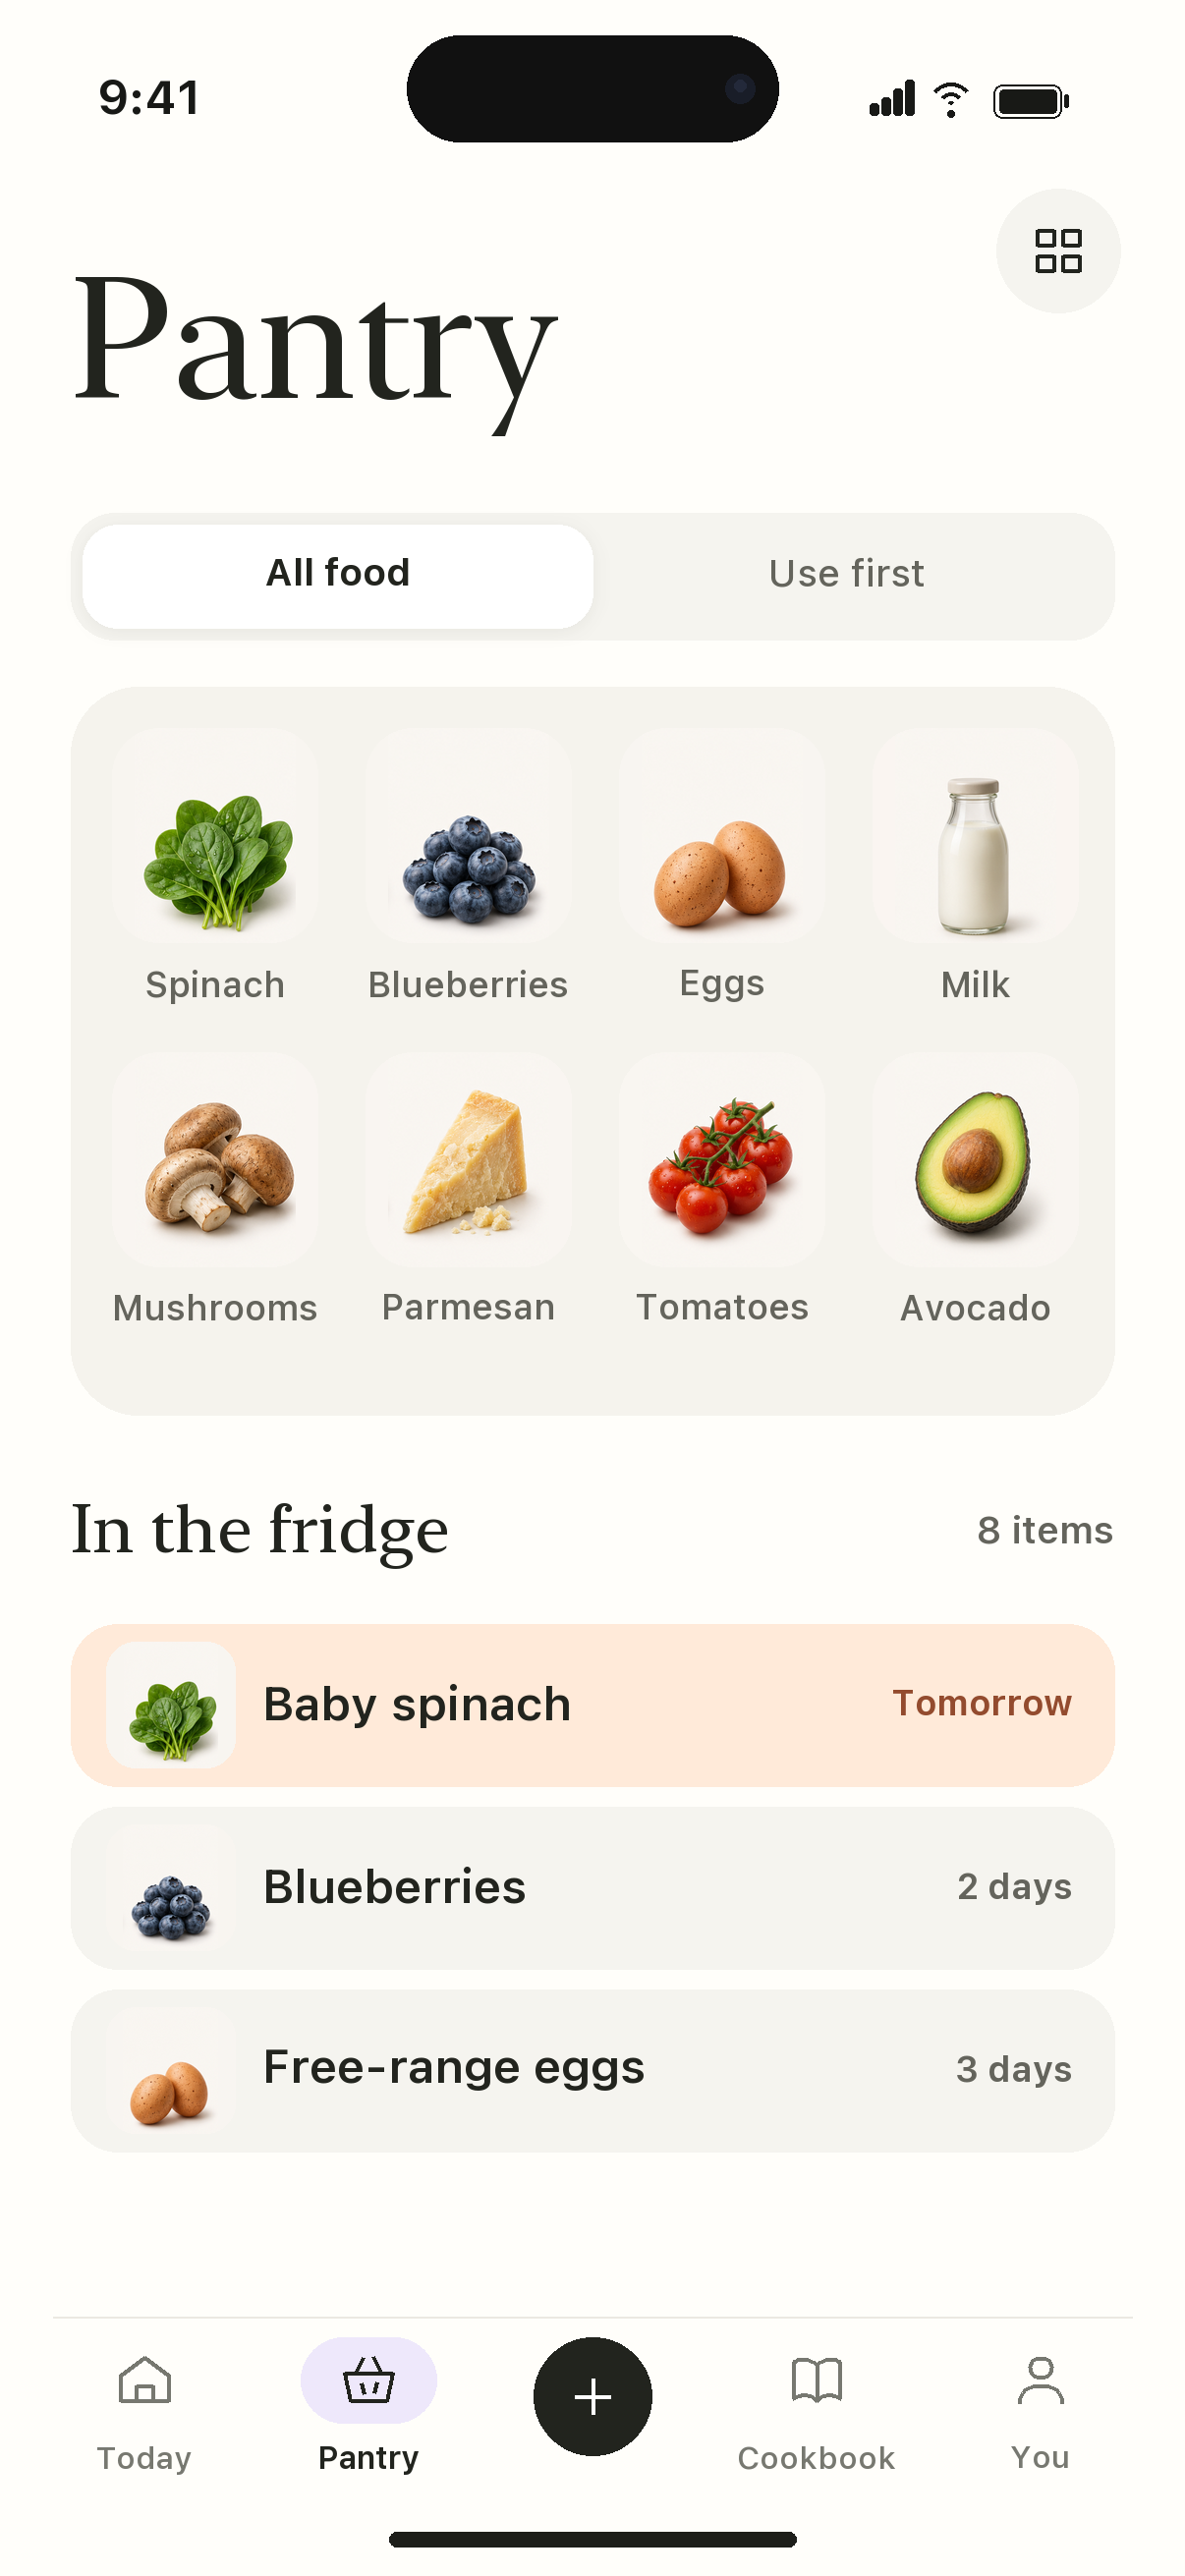 9:41
Pantry
All food
Use first
Spinach
Blueberries
Eggs
Milk
Mushrooms
Parmesan
Tomatoes
Avocado
In the fridge
8 items
Baby spinach
Tomorrow
Blueberries
2 days
Free-range eggs
3 days
Today
Pantry
Cookbook
You